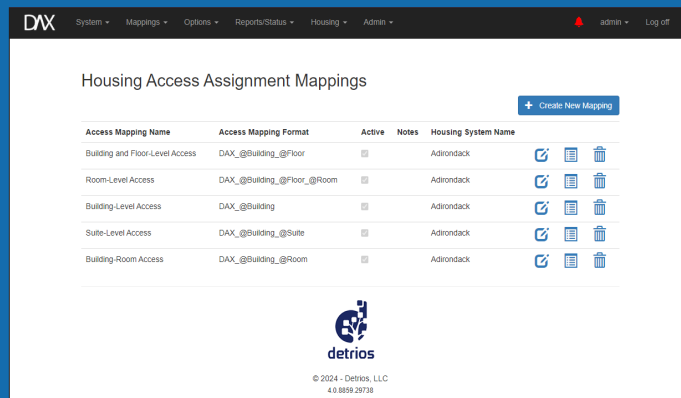 DAX System Mappings Options Reports/Status Housing Admin admin Log off
Housing Access Assignment Mappings
+ Create New Mapping
Access Mapping Name Access Mapping Format Active Notes Housing System Name
Building and Floor-Level Access DAX_@Building_@Floor Adirondack
Room-Level Access DAX_@Building_@Floor_@Room Adirondack
Building-Level Access DAX_@Building Adirondack
Suite-Level Access DAX_@Building_@Suite Adirondack
Building-Room Access DAX_@Building_@Room Adirondack
detrios
© 2024 - Detrios, LLC
4.0.8859.29738